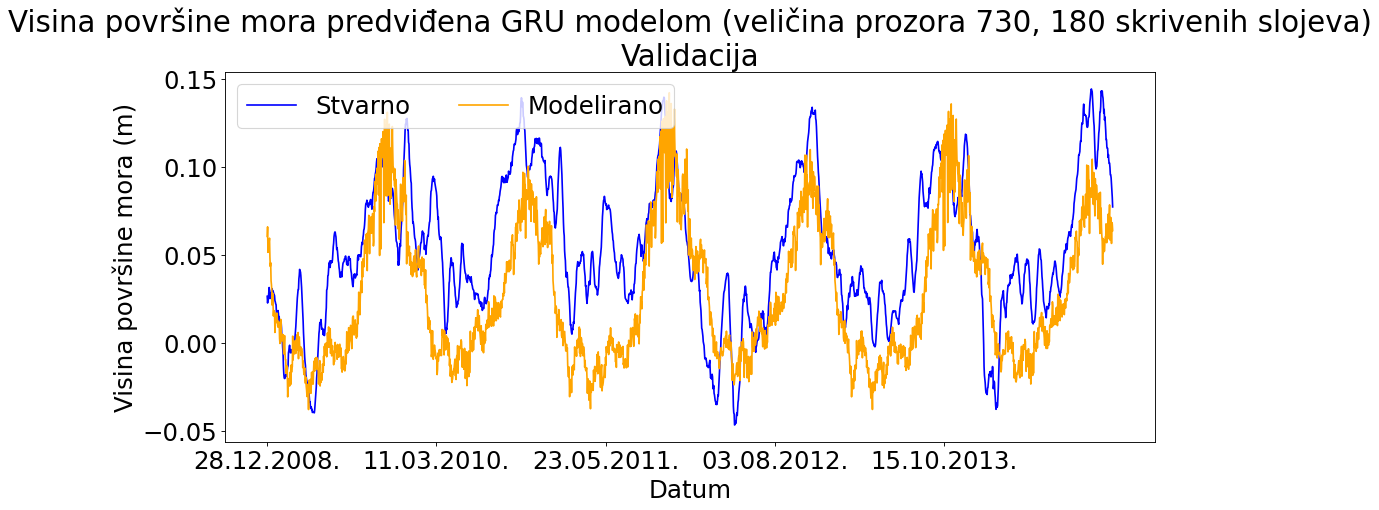 Visina površine mora predviđena GRU modelom (veličina prozora 730, 180 skrivenih slojeva)
Validacija
Stvarno
Modelirano
Visina površine mora (m)
0.15
0.10
0.05
0.00
−0.05
28.12.2008.
11.03.2010.
23.05.2011.
03.08.2012.
15.10.2013.
Datum